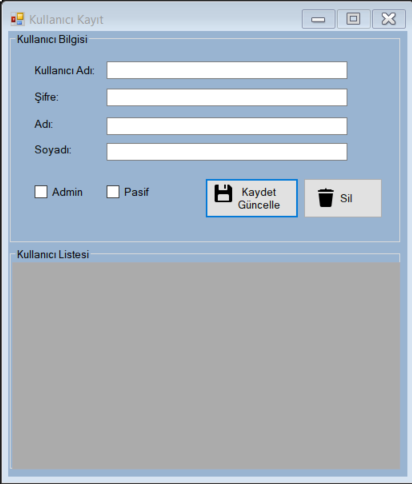 Kullanıcı Kayıt
Kullanıcı Bilgisi
Kullanıcı Adı:
Şifre:
Adı:
Soyadı:
Admin
Pasif
Kaydet
Güncelle
Sil
Kullanıcı Listesi